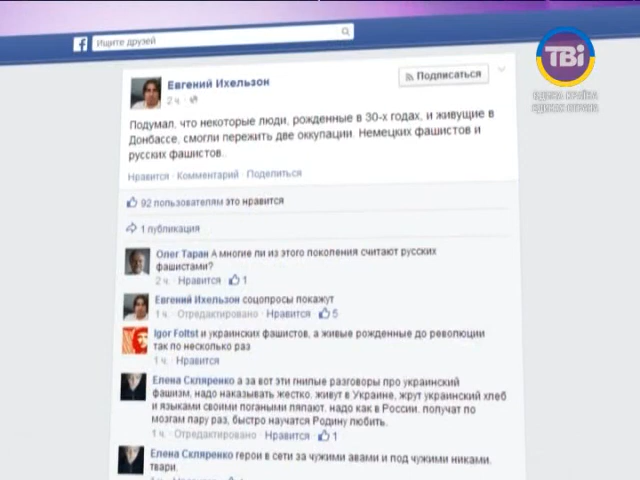 Ищите друзей
ТВі
ЄДИНА КРАЇНА
ЕДИНАЯ СТРАНА
Евгений Ихельзон
2 ч.
Подписаться
Подумал, что некоторые люди, рожденные в 30-х годах, и живущие в
Донбассе, смогли пережить две оккупации. Немецких фашистов и
русских фашистов..
Нравится · Комментарий · Поделиться
92 пользователям это нравится
1 публикация
Олег Таран А многие ли из этого поколения считают русских
фашистами?
2 ч. · Нравится · 1
Евгений Ихельзон соцопросы покажут
1 ч. · Отредактировано · Нравится · 5
Igor Foltst и украинских фашистов, а живые рожденные до революции
так по несколько раз
1 ч. · Нравится
Елена Скляренко а за вот эти гнилые разговоры про украинский
фашизм, надо наказывать жестко. живут в Украине, жрут украинский хлеб
и языками своими погаными ляпают. надо как в России. получат по
мозгам пару раз, быстро научатся Родину любить.
1 ч. · Отредактировано · Нравится · 1
Елена Скляренко герои в сети за чужими авами и под чужими никами.
твари.